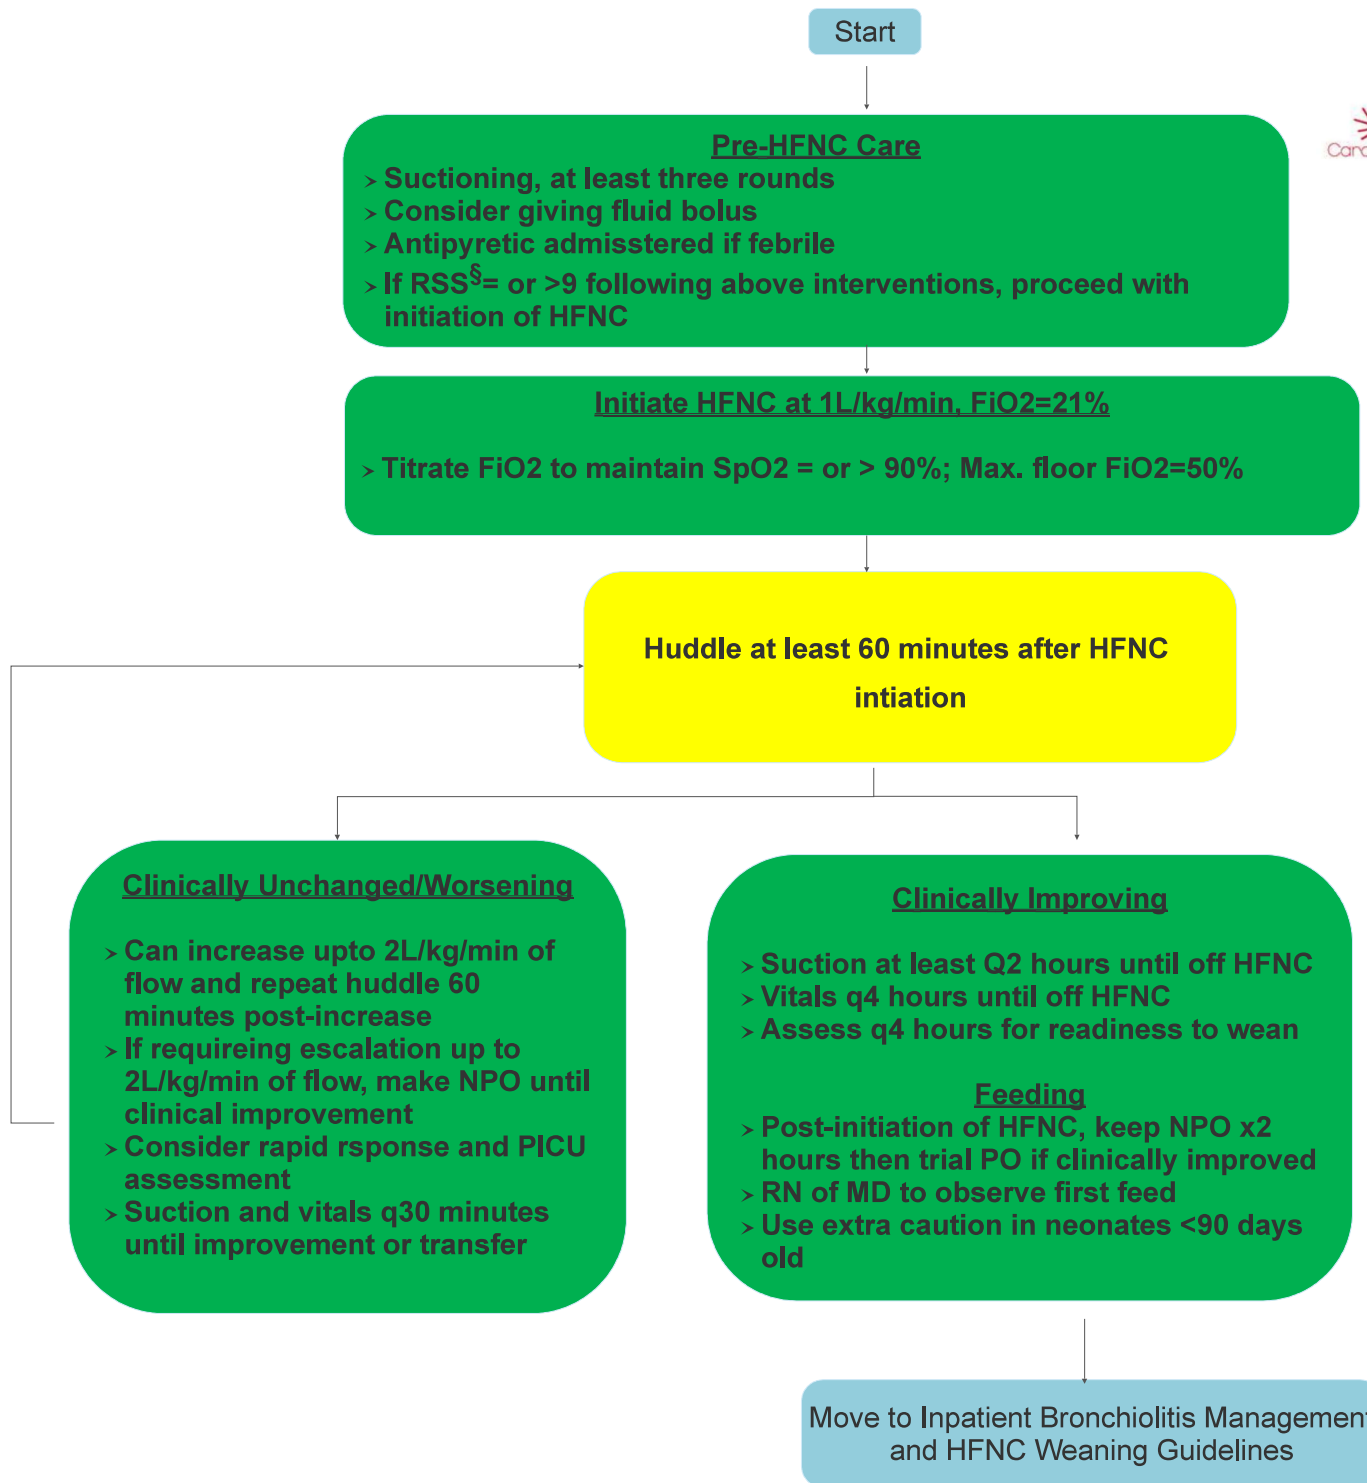 Start
Pre-HFNC Care
➢ Suctioning, at least three rounds
➢ Consider giving fluid bolus
➢ Antipyretic admisstered if febrile
➢ If RSS§= or >9 following above interventions, proceed with
initiation of HFNC
Initiate HFNC at 1L/kg/min, FiO2=21%
➢ Titrate FiO2 to maintain SpO2 = or > 90%; Max. floor FiO2=50%
Huddle at least 60 minutes after HFNC
intiation
Clinically Unchanged/Worsening
➢ Can increase upto 2L/kg/min of
flow and repeat huddle 60
minutes post-increase
➢ If requireing escalation up to
2L/kg/min of flow, make NPO until
clinical improvement
➢ Consider rapid rsponse and PICU
assessment
➢ Suction and vitals q30 minutes
until improvement or transfer
Clinically Improving
➢ Suction at least Q2 hours until off HFNC
➢ Vitals q4 hours until off HFNC
➢ Assess q4 hours for readiness to wean
Feeding
➢ Post-initiation of HFNC, keep NPO x2
hours then trial PO if clinically improved
➢ RN of MD to observe first feed
➢ Use extra caution in neonates <90 days
old
Move to Inpatient Bronchiolitis Management
and HFNC Weaning Guidelines